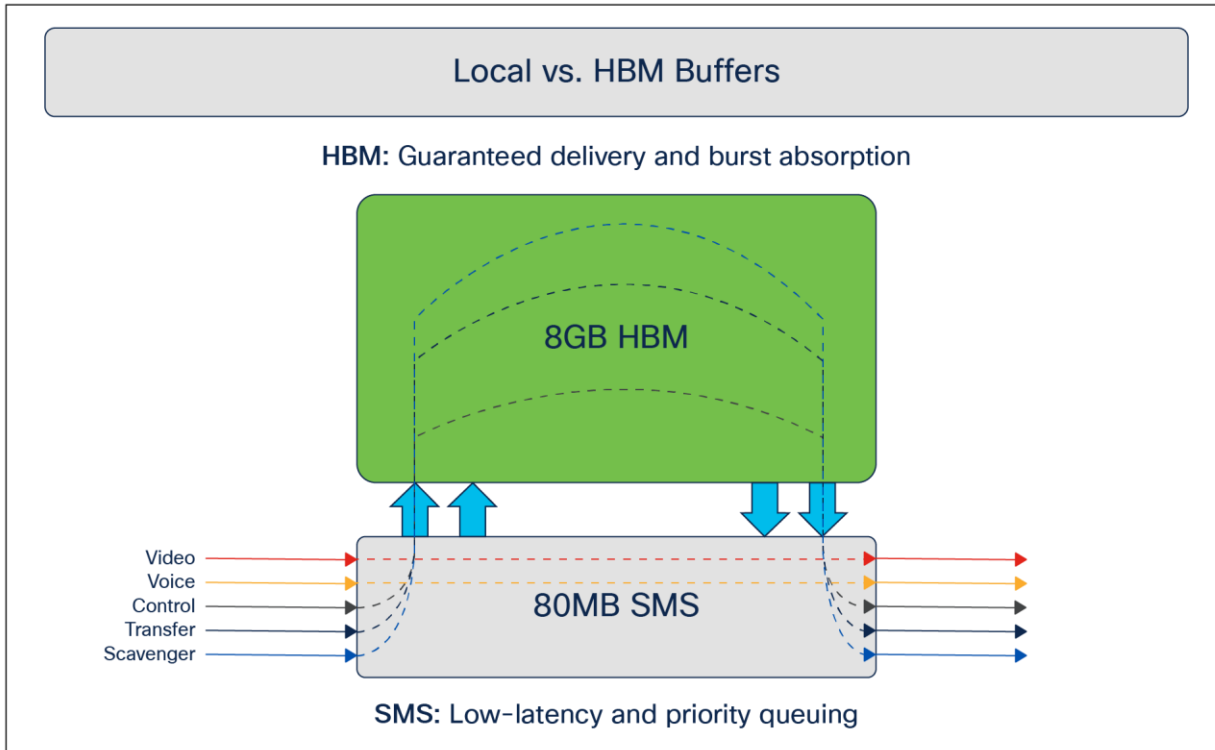 Local vs. HBM Buffers
HBM: Guaranteed delivery and burst absorption
8GB HBM
Video
Voice
Control
Transfer
Scavenger
80MB SMS
SMS: Low-latency and priority queuing